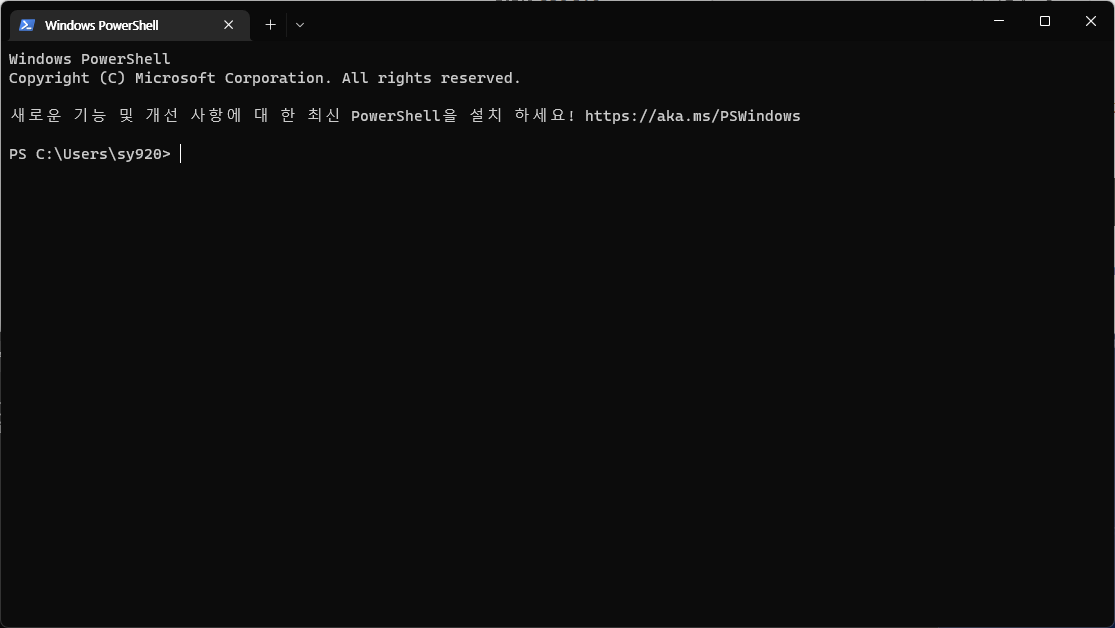 Windows PowerShell
Windows PowerShell
Copyright (C) Microsoft Corporation. All rights reserved.
새로운 기능 및 개선 사항에 대 한 최신 PowerShell을 설치 하세요! https://aka.ms/PSWindows
PS C:\Users\sy920>